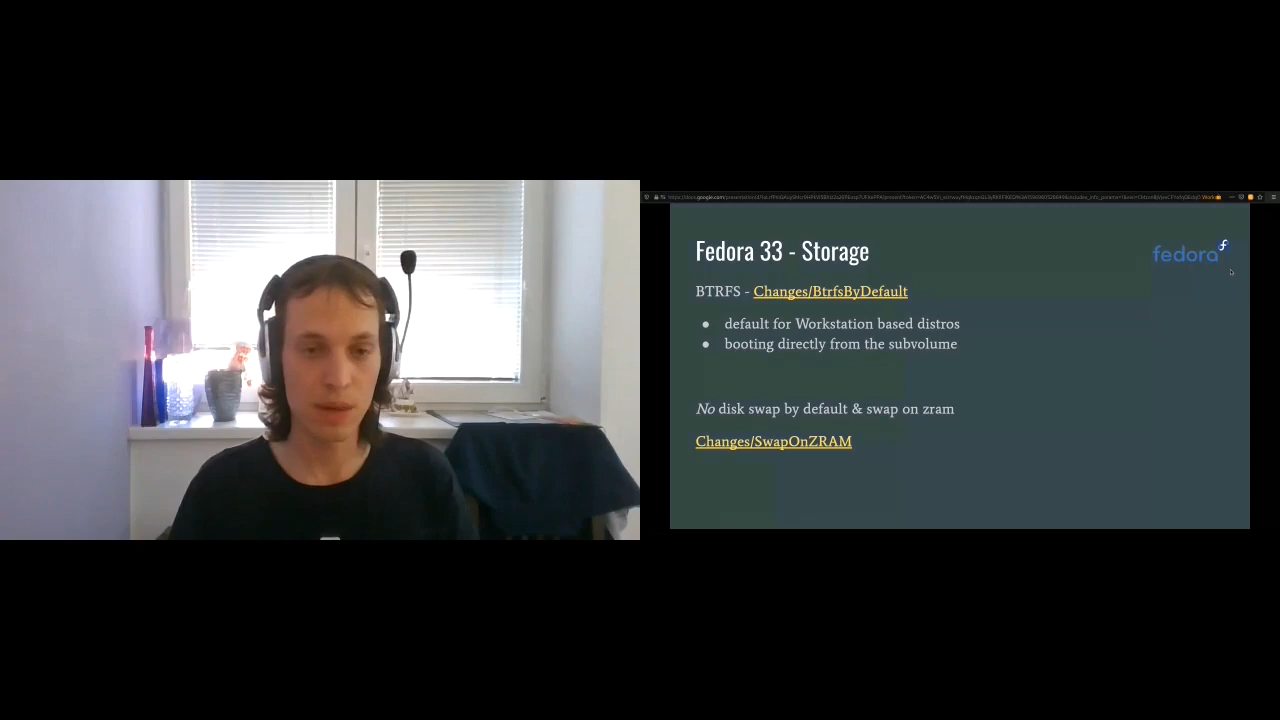 Fedora 33 - Storage
fedora
BTRFS - Changes/BtrfsByDefault
● default for Workstation based distros
● booting directly from the subvolume
No disk swap by default & swap on zram
Changes/SwapOnZRAM